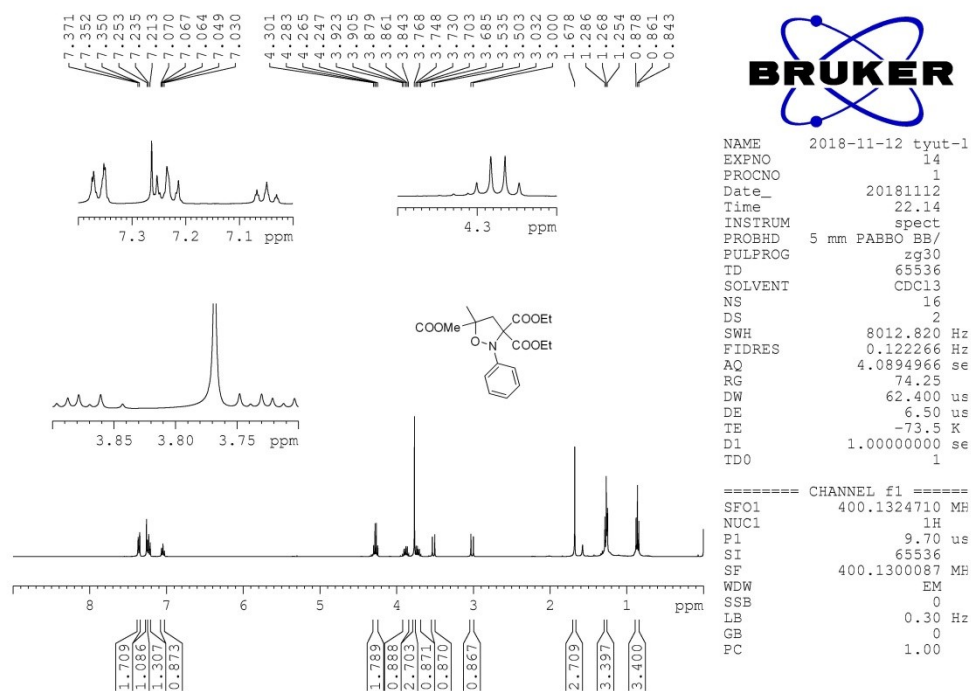 7.371
7.352
7.350
7.253
7.235
7.213
7.070
7.067
7.064
7.049
7.030
4.301
4.283
4.265
4.247
3.923
3.905
3.879
3.861
3.843
3.768
3.748
3.730
3.703
3.685
3.535
3.503
3.032
3.000
1.678
1.286
1.268
1.254
0.878
0.861
0.843
BRUKER
NAME 2018-11-12 tyut-1
EXPNO 14
PROCNO 1
Date_ 20181112
Time 22.14
INSTRUM spect
PROBHD 5 mm PABBO BB/
PULPROG zg30
TD 65536
SOLVENT CDCl3
NS 16
DS 2
SWH 8012.820 Hz
FIDRES 0.122266 Hz
AQ 4.0894966 se
RG 74.25
DW 62.400 us
DE 6.50 us
TE -73.5 K
D1 1.00000000 se
TD0 1
======== CHANNEL f1 ======
SFO1 400.1324710 MH
NUC1 1H
P1 9.70 us
SI 65536
SF 400.1300087 MH
WDW EM
SSB 0
LB 0.30 Hz
GB 0
PC 1.00
7.3 7.2 7.1 ppm
4.3 ppm
COOMe
COOEt
COOEt
O
N
3.85 3.80 3.75 ppm
8 7 6 5 4 3 2 1 ppm
1.709
1.086
1.307
0.873
1.789
0.888
2.703
0.871
0.870
0.867
2.709
3.397
3.400